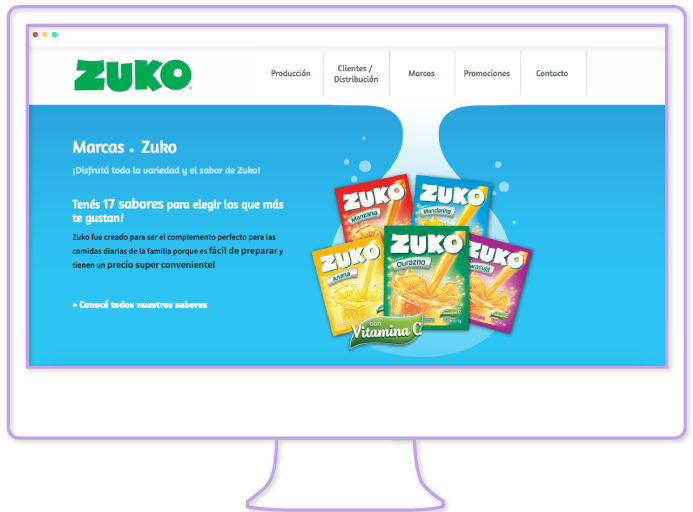 ZUKO
Producción
Clientes /
Distribución
Marcas
Promociones
Contacto
Marcas . Zuko
¡Disfrutá toda la variedad y el sabor de Zuko!
Tenés 17 sabores para elegir los que más
te gustan!
Zuko fue creado para ser el complemento perfecto para las
comidas diarias de la familia porque es fácil de preparar y
tienen un precio super conveniente!
> Conocé todos nuestros sabores
ZUKO
Manzana
ZUKO
Mandarina
ZUKO
Ananá
ZUKO
Durazno
ZUKO
con
Vitamina C